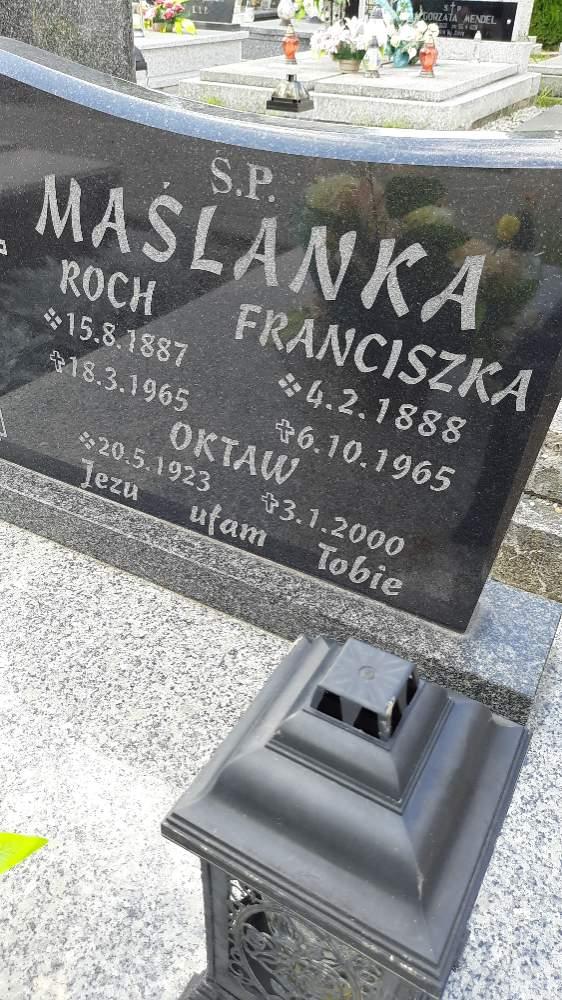 Ś.P.
MAŚLANKA
ROCH
15.8.1887
18.3.1965
FRANCISZKA
4.2.1888
6.10.1965
OKTAW
20.5.1923
3.1.2000
Jezu ufam Tobie
MENDEL